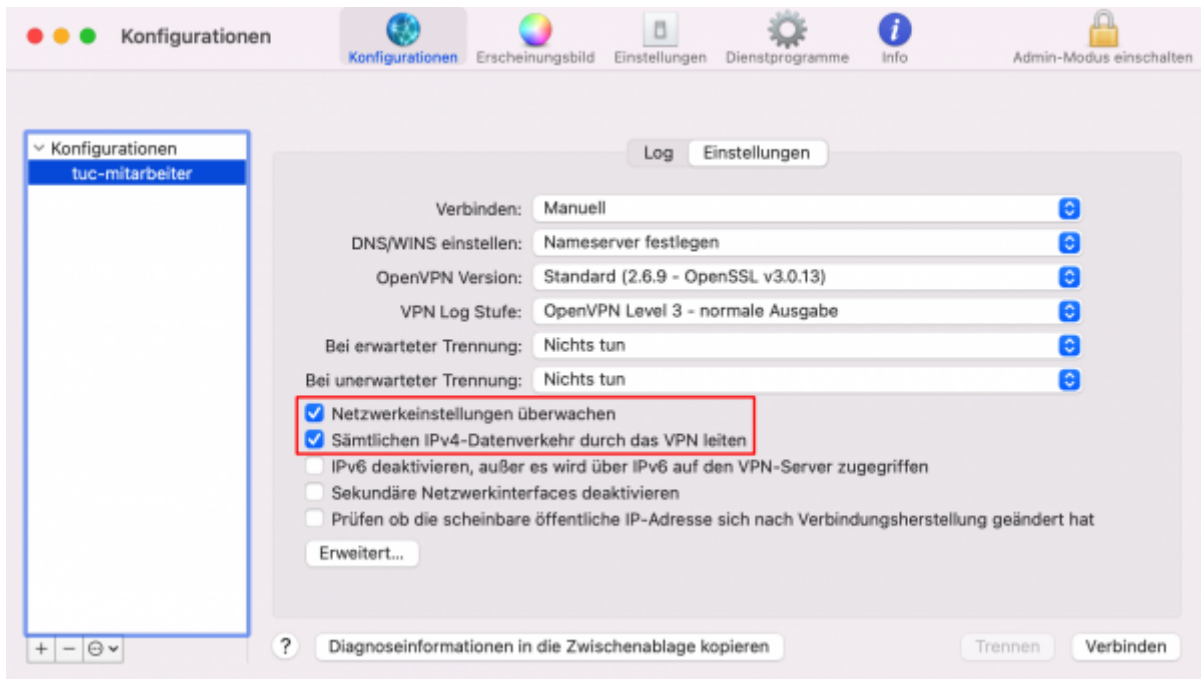 Konfigurationen
Konfigurationen Erscheinungsbild Einstellungen Dienstprogramme Info Admin-Modus einschalten
Konfigurationen
tuc-mitarbeiter
Log Einstellungen
Verbinden: Manuell
DNS/WINS einstellen: Nameserver festlegen
OpenVPN Version: Standard (2.6.9 - OpenSSL v3.0.13)
VPN Log Stufe: OpenVPN Level 3 - normale Ausgabe
Bei erwarteter Trennung: Nichts tun
Bei unerwarteter Trennung: Nichts tun
Netzwerkeinstellungen überwachen
Sämtlichen IPv4-Datenverkehr durch das VPN leiten
IPv6 deaktivieren, außer es wird über IPv6 auf den VPN-Server zugegriffen
Sekundäre Netzwerkinterfaces deaktivieren
Prüfen ob die scheinbare öffentliche IP-Adresse sich nach Verbindungsherstellung geändert hat
Erweitert...
? Diagnoseinformationen in die Zwischenablage kopieren Trennen Verbinden